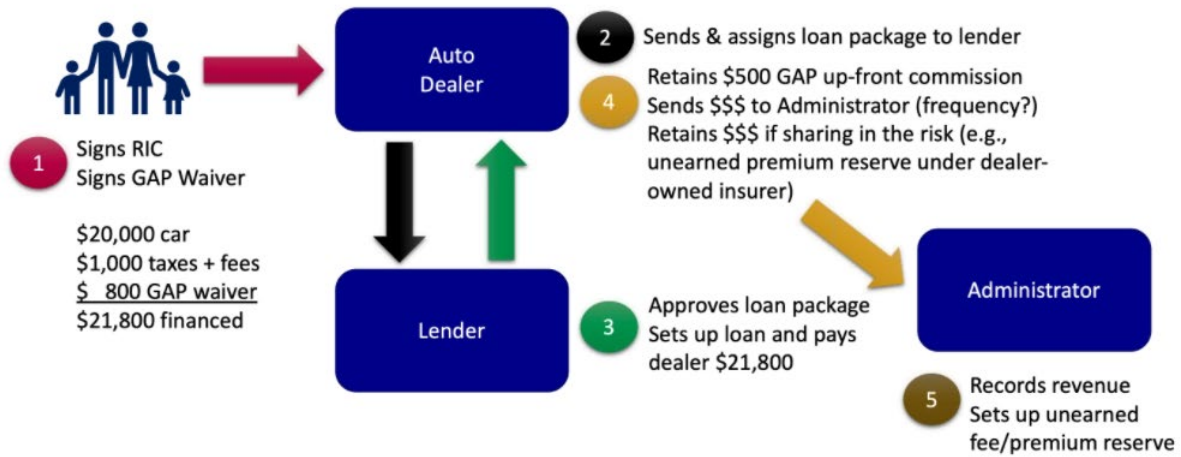 Auto
Dealer
2
Sends & assigns loan package to lender
4
Retains $500 GAP up-front commission
Sends $$$ to Administrator (frequency?)
Retains $$$ if sharing in the risk (e.g.,
unearned premium reserve under dealer-
owned insurer)
1
Signs RIC
Signs GAP Waiver
$20,000 car
$1,000 taxes + fees
$ 800 GAP waiver
$21,800 financed
Lender
3
Approves loan package
Sets up loan and pays
dealer $21,800
Administrator
5
Records revenue
Sets up unearned
fee/premium reserve